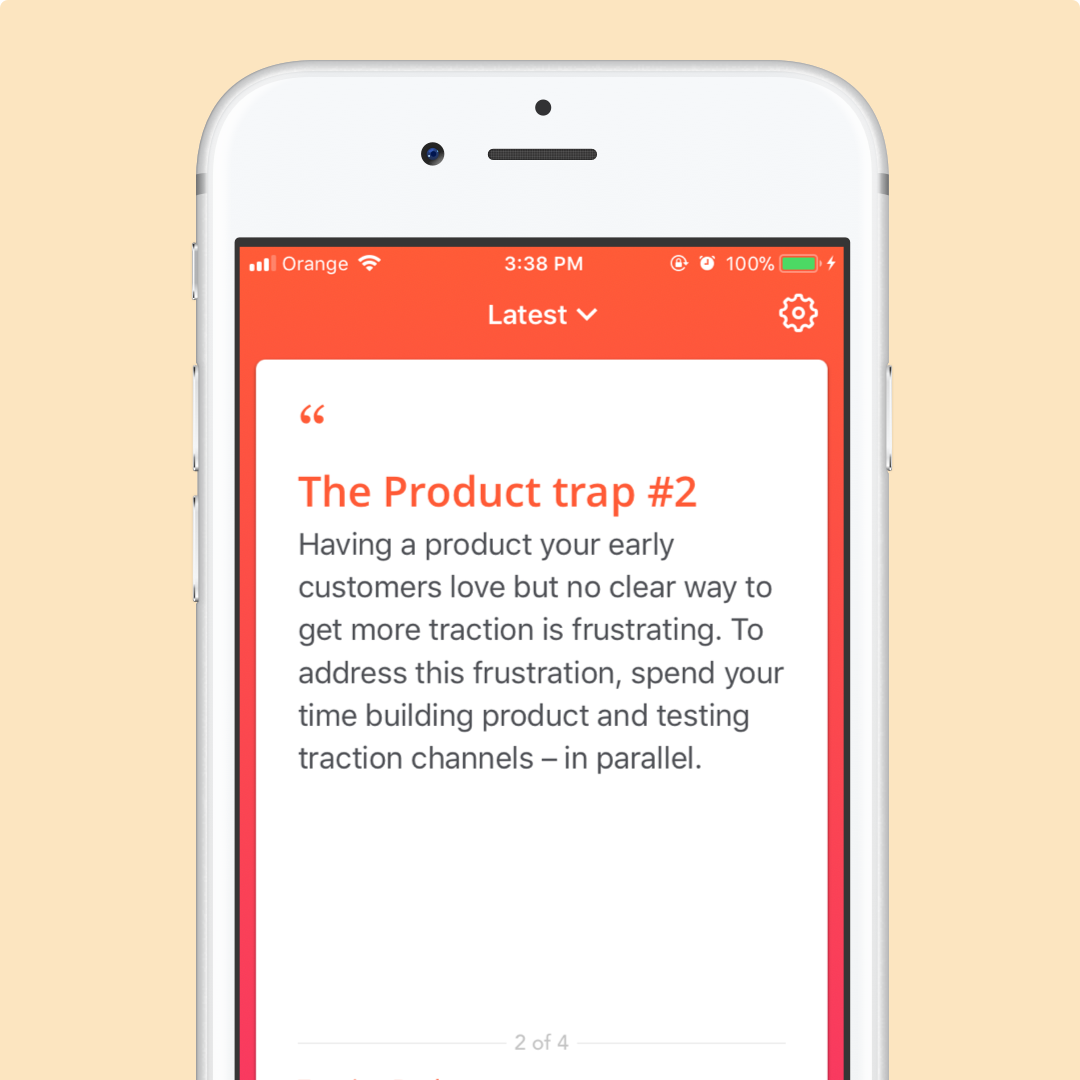 Orange 3:38 PM 100%
Latest
“
The Product trap #2
Having a product your early
customers love but no clear way to
get more traction is frustrating. To
address this frustration, spend your
time building product and testing
traction channels – in parallel.
2 of 4